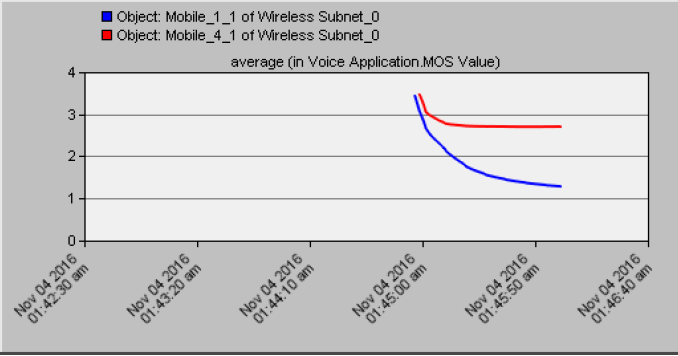 Object: Mobile_1_1 of Wireless Subnet_0
Object: Mobile_4_1 of Wireless Subnet_0
average (in Voice Application.MOS Value)
4
3
2
1
0
Nov 04 2016
01:42:30 am
Nov 04 2016
01:43:20 am
Nov 04 2016
01:44:10 am
Nov 04 2016
01:45:00 am
Nov 04 2016
01:45:50 am
Nov 04 2016
01:46:40 am